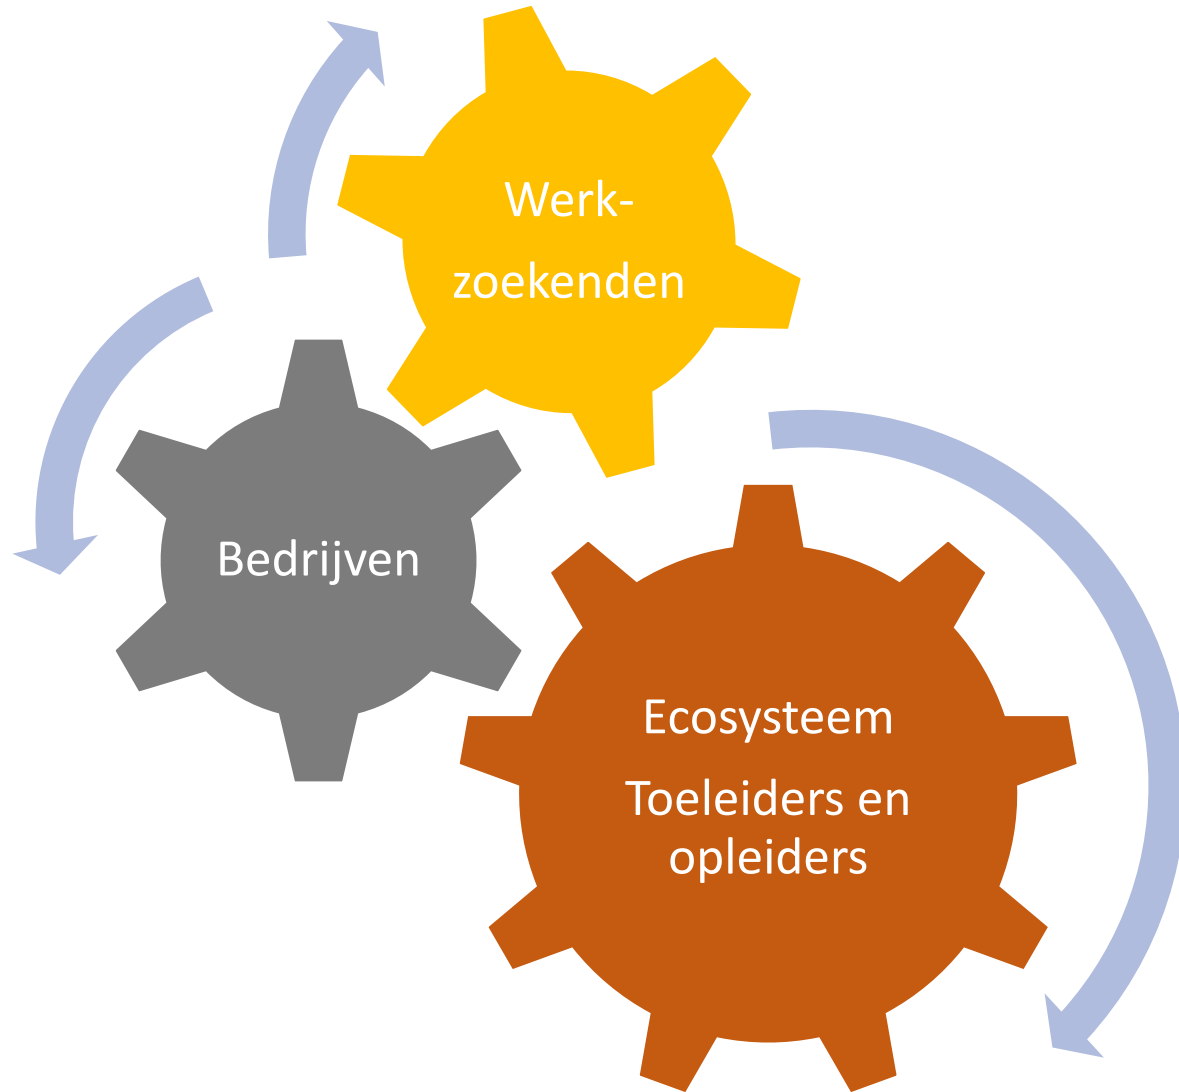 Werk-
zoekenden
Bedrijven
Ecosysteem
Toeleiders en
opleiders